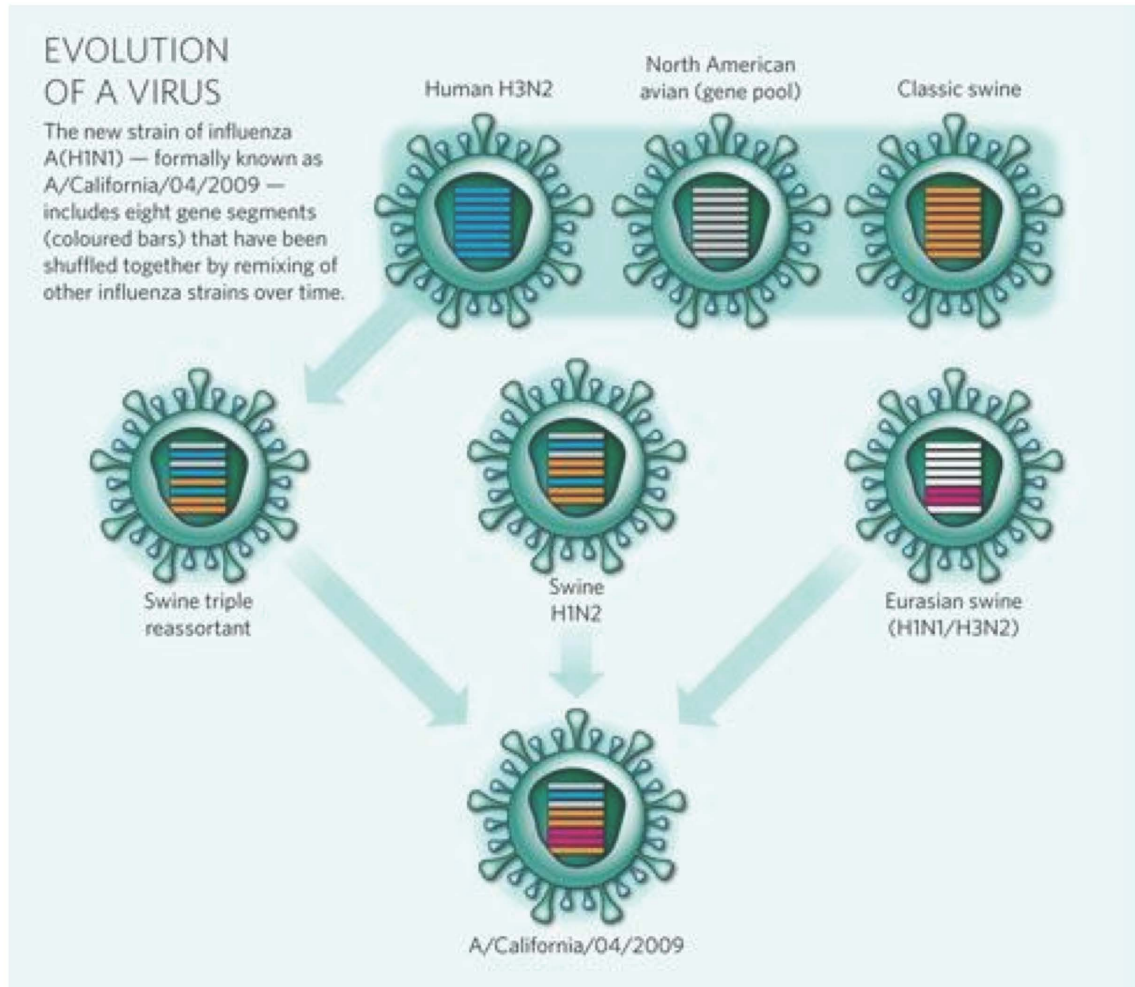 EVOLUTION
OF A VIRUS
The new strain of influenza
A(H1N1) — formally known as
A/California/04/2009 —
includes eight gene segments
(coloured bars) that have been
shuffled together by remixing of
other influenza strains over time.
Human H3N2
North American
avian (gene pool)
Classic swine
Swine triple
reassortant
Swine
H1N2
Eurasian swine
(H1N1/H3N2)
A/California/04/2009